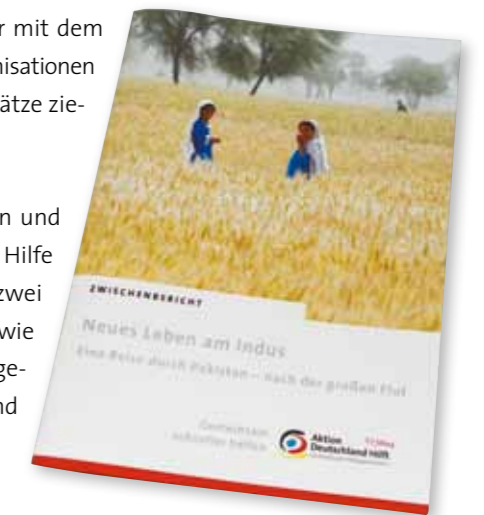 r mit dem
nisationen
ätze zie-
n und
Hilfe
zwei
wie
ge-
nd
ZWISCHENBERICHT
Neues Leben am Indus
Eine Reise durch Pakistan – nach der großen Flut
Gemeinsam
schneller helfen
Aktion
Deutschland Hilft